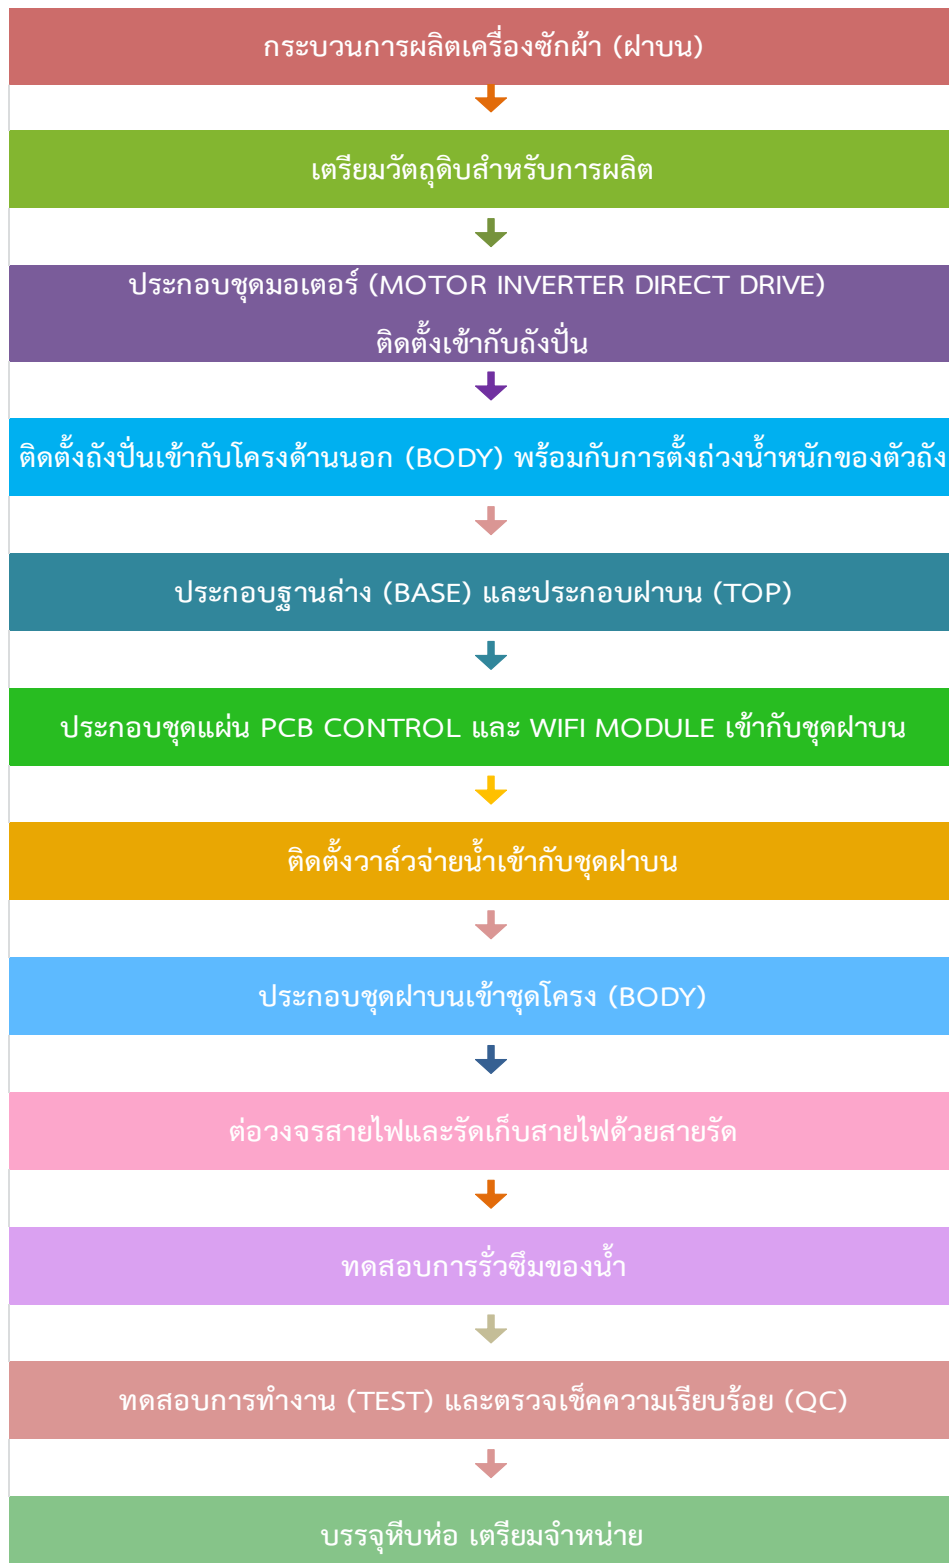 กระบวนการผลิตเครื่องซักผ้า (ฝาบน)
เตรียมวัตถุดิบสำหรับการผลิต
ประกอบชุดมอเตอร์ (MOTOR INVERTER DIRECT DRIVE)
ติดตั้งเข้ากับถังปั่น
ติดตั้งถังปั่นเข้ากับโครงด้านนอก (BODY) พร้อมกับการตั้งถ่วงน้ำหนักของตัวถัง
ประกอบฐานล่าง (BASE) และประกอบฝาบน (TOP)
ประกอบชุดแผ่น PCB CONTROL และ WIFI MODULE เข้ากับชุดฝาบน
ติดตั้งวาล์วจ่ายน้ำเข้ากับชุดฝาบน
ประกอบชุดฝาบนเข้าชุดโครง (BODY)
ต่อวงจรสายไฟและรัดเก็บสายไฟด้วยสายรัด
ทดสอบการรั่วซึมของน้ำ
ทดสอบการทำงาน (TEST) และตรวจเช็คความเรียบร้อย (QC)
บรรจุหีบห่อ เตรียมจำหน่าย